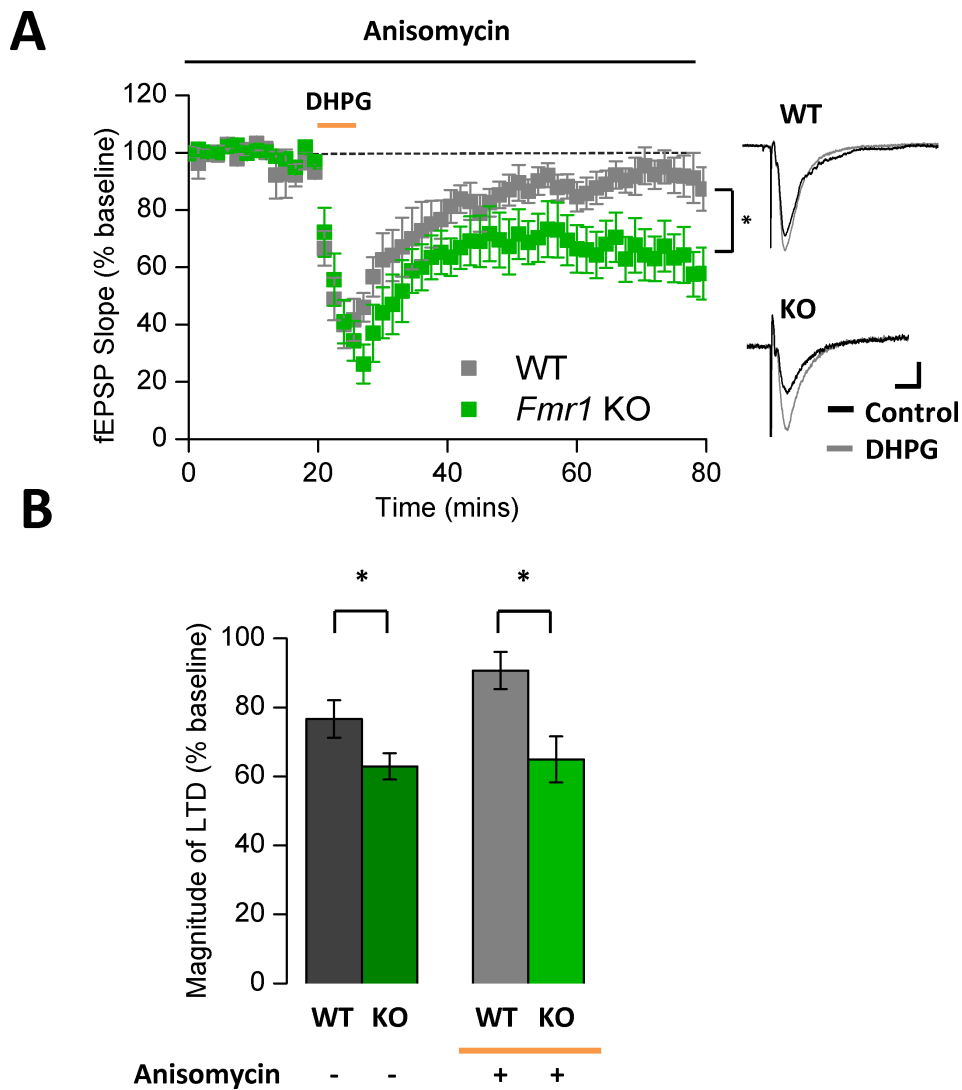 A
Anisomycin
DHPG
fEPSP Slope (% baseline)
120
100
80
60
40
20
0
*
WT
Fmr1 KO
0
20
40
60
80
Time (mins)
WT
KO
Control
DHPG
B
Magnitude of LTD (% baseline)
100
80
60
40
20
0
*
*
WT KO WT KO
Anisomycin - - + +